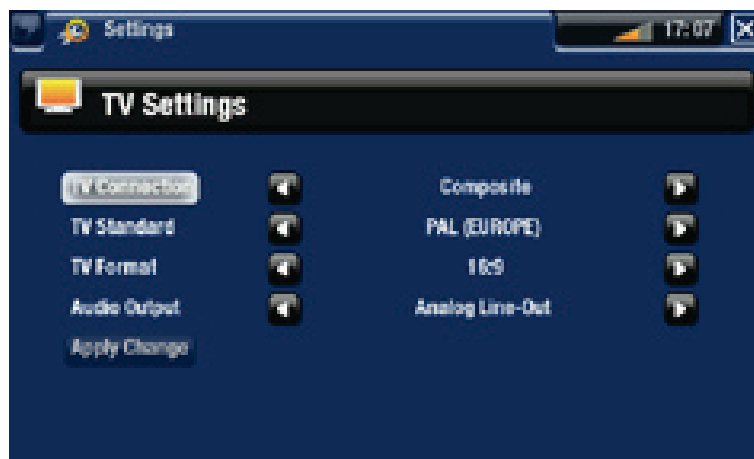 Settings
17:07
TV Settings
TV Connection
Composite
TV Standard
PAL (EUROPE)
TV Format
16:9
Audio Output
Analog Line-Out
Apply Change